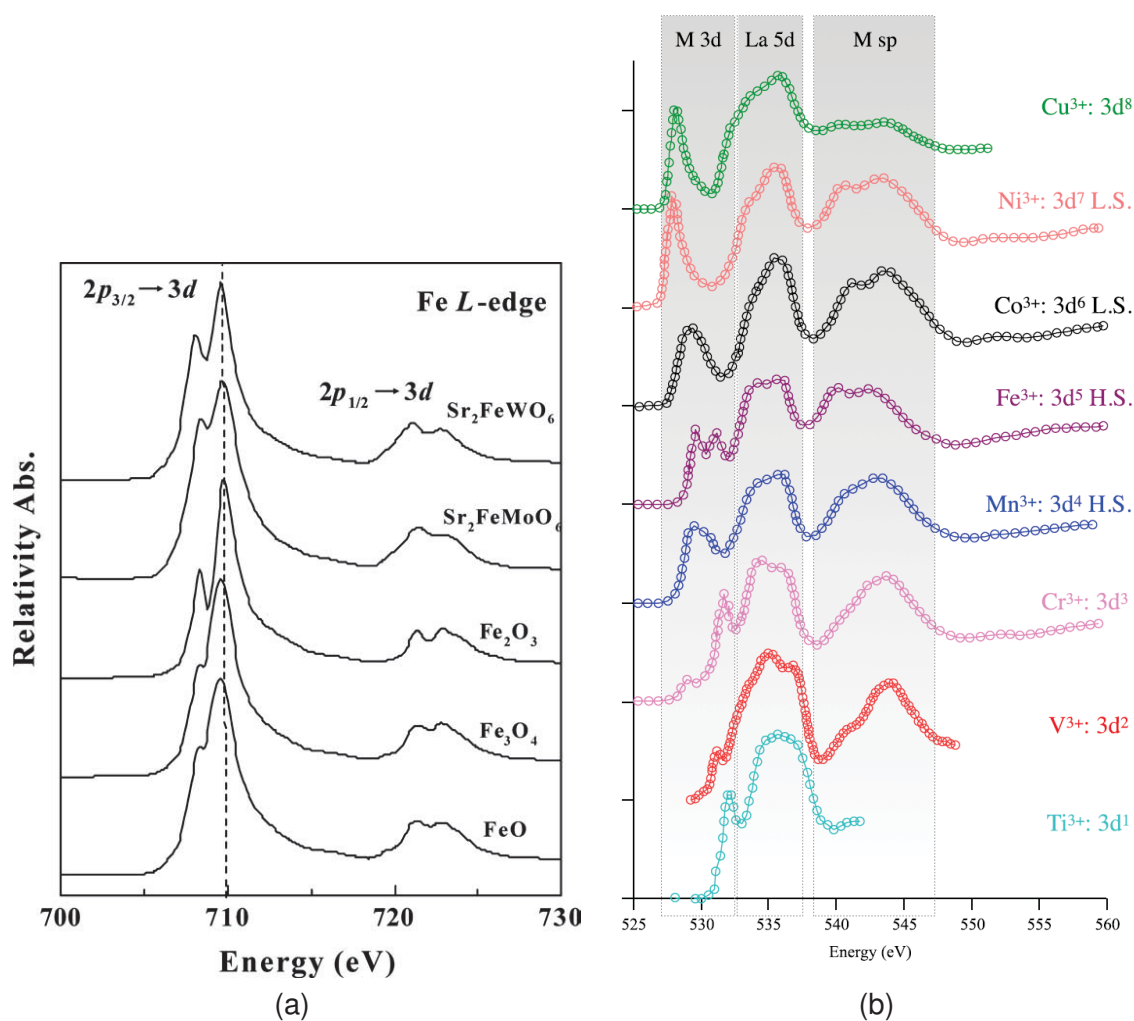 Relativity Abs.
2p3/2 → 3d
Fe L-edge
2p1/2 → 3d
Sr2FeWO6
Sr2FeMoO6
Fe2O3
Fe3O4
FeO
700 710 720 730
Energy (eV)
(a)
M 3d La 5d M sp
Cu3+: 3d8
Ni3+: 3d7 L.S.
Co3+: 3d6 L.S.
Fe3+: 3d5 H.S.
Mn3+: 3d4 H.S.
Cr3+: 3d3
V3+: 3d2
Ti3+: 3d1
525 530 535 540 545 550 555 560
Energy (eV)
(b)